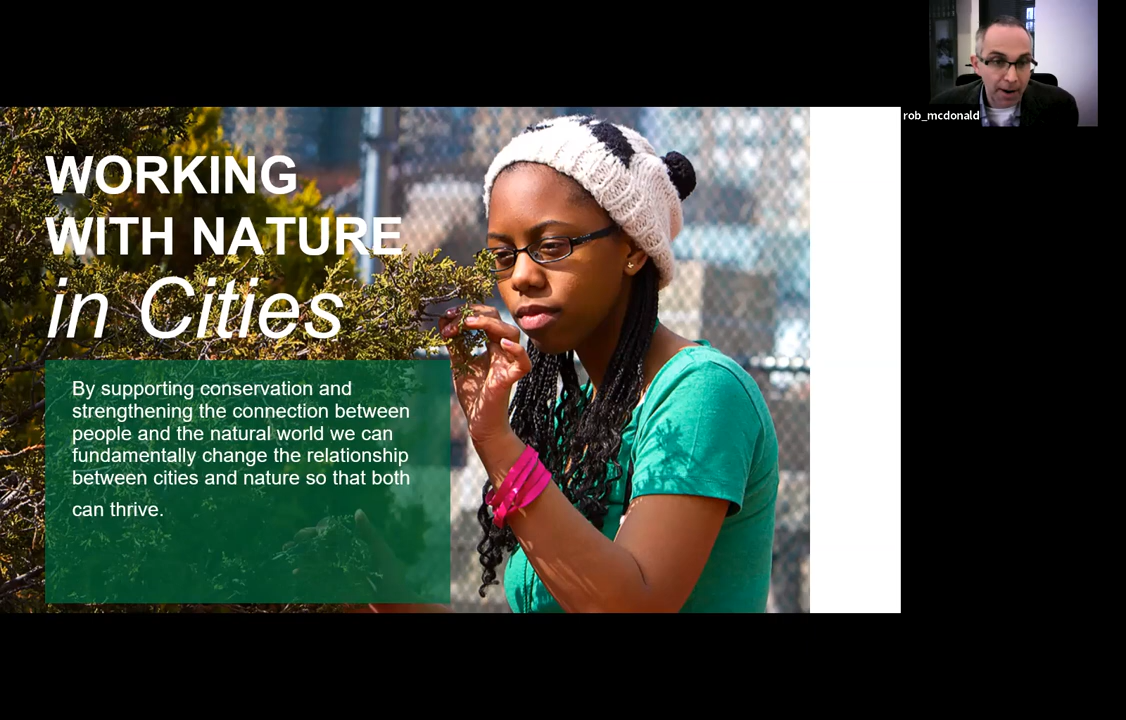 WORKING
WITH NATURE
in Cities
By supporting conservation and
strengthening the connection between
people and the natural world we can
fundamentally change the relationship
between cities and nature so that both
can thrive.
rob_mcdonald